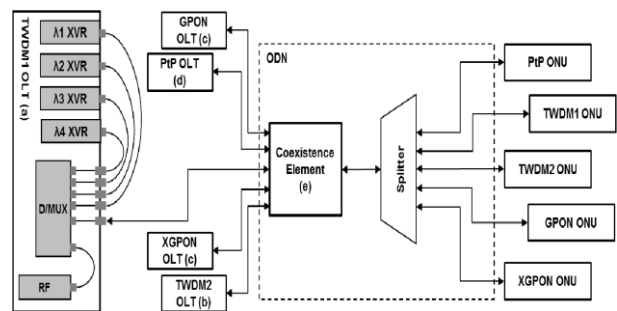 TWDM1 OLT (a)
λ1 XVR
λ2 XVR
λ3 XVR
λ4 XVR
D/MUX
RF
GPON
OLT (c)
PtP OLT
(d)
XGPON
OLT (c)
TWDM2
OLT (b)
ODN
Coexistence
Element
(e)
Splitter
PtP ONU
TWDM1 ONU
TWDM2 ONU
GPON ONU
XGPON ONU